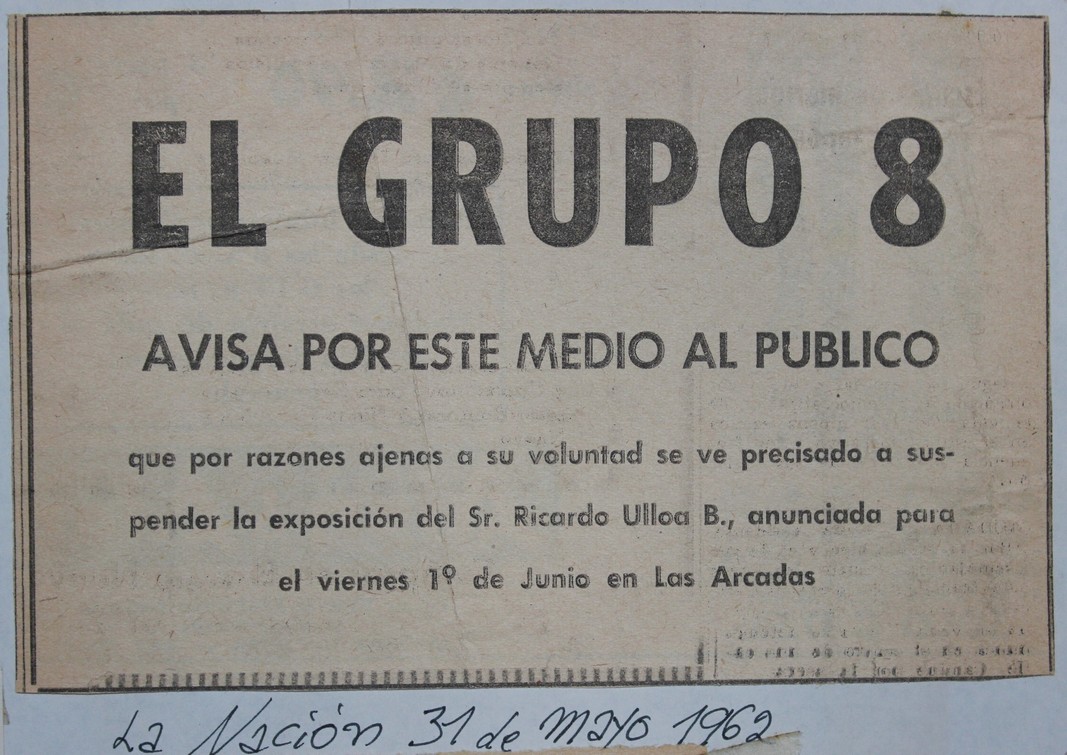 EL GRUPO 8
AVISA POR ESTE MEDIO AL PUBLICO
que por razones ajenas a su voluntad se ve precisado a sus-
pender la exposición del Sr. Ricardo Ulloa B., anunciada para
el viernes 1º de Junio en Las Arcadas
La Nación 31 de mayo 1962